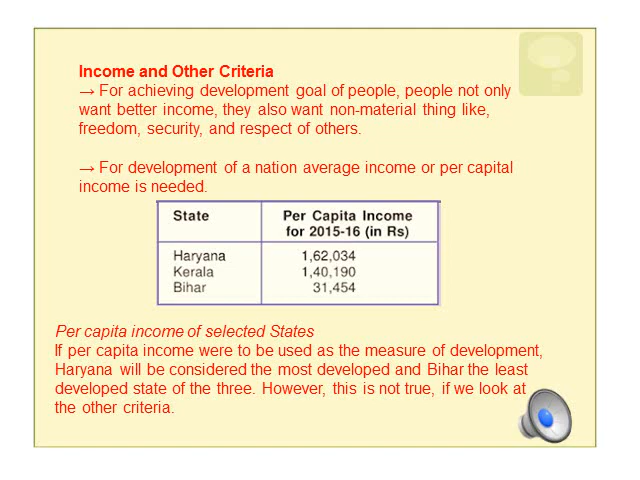 Income and Other Criteria
→ For achieving development goal of people, people not only
want better income, they also want non-material thing like,
freedom, security, and respect of others.
→ For development of a nation average income or per capital
income is needed.
State Per Capita Income
for 2015-16 (in Rs)
Haryana 1,62,034
Kerala 1,40,190
Bihar 31,454
Per capita income of selected States
If per capita income were to be used as the measure of development,
Haryana will be considered the most developed and Bihar the least
developed state of the three. However, this is not true, if we look at
the other criteria.